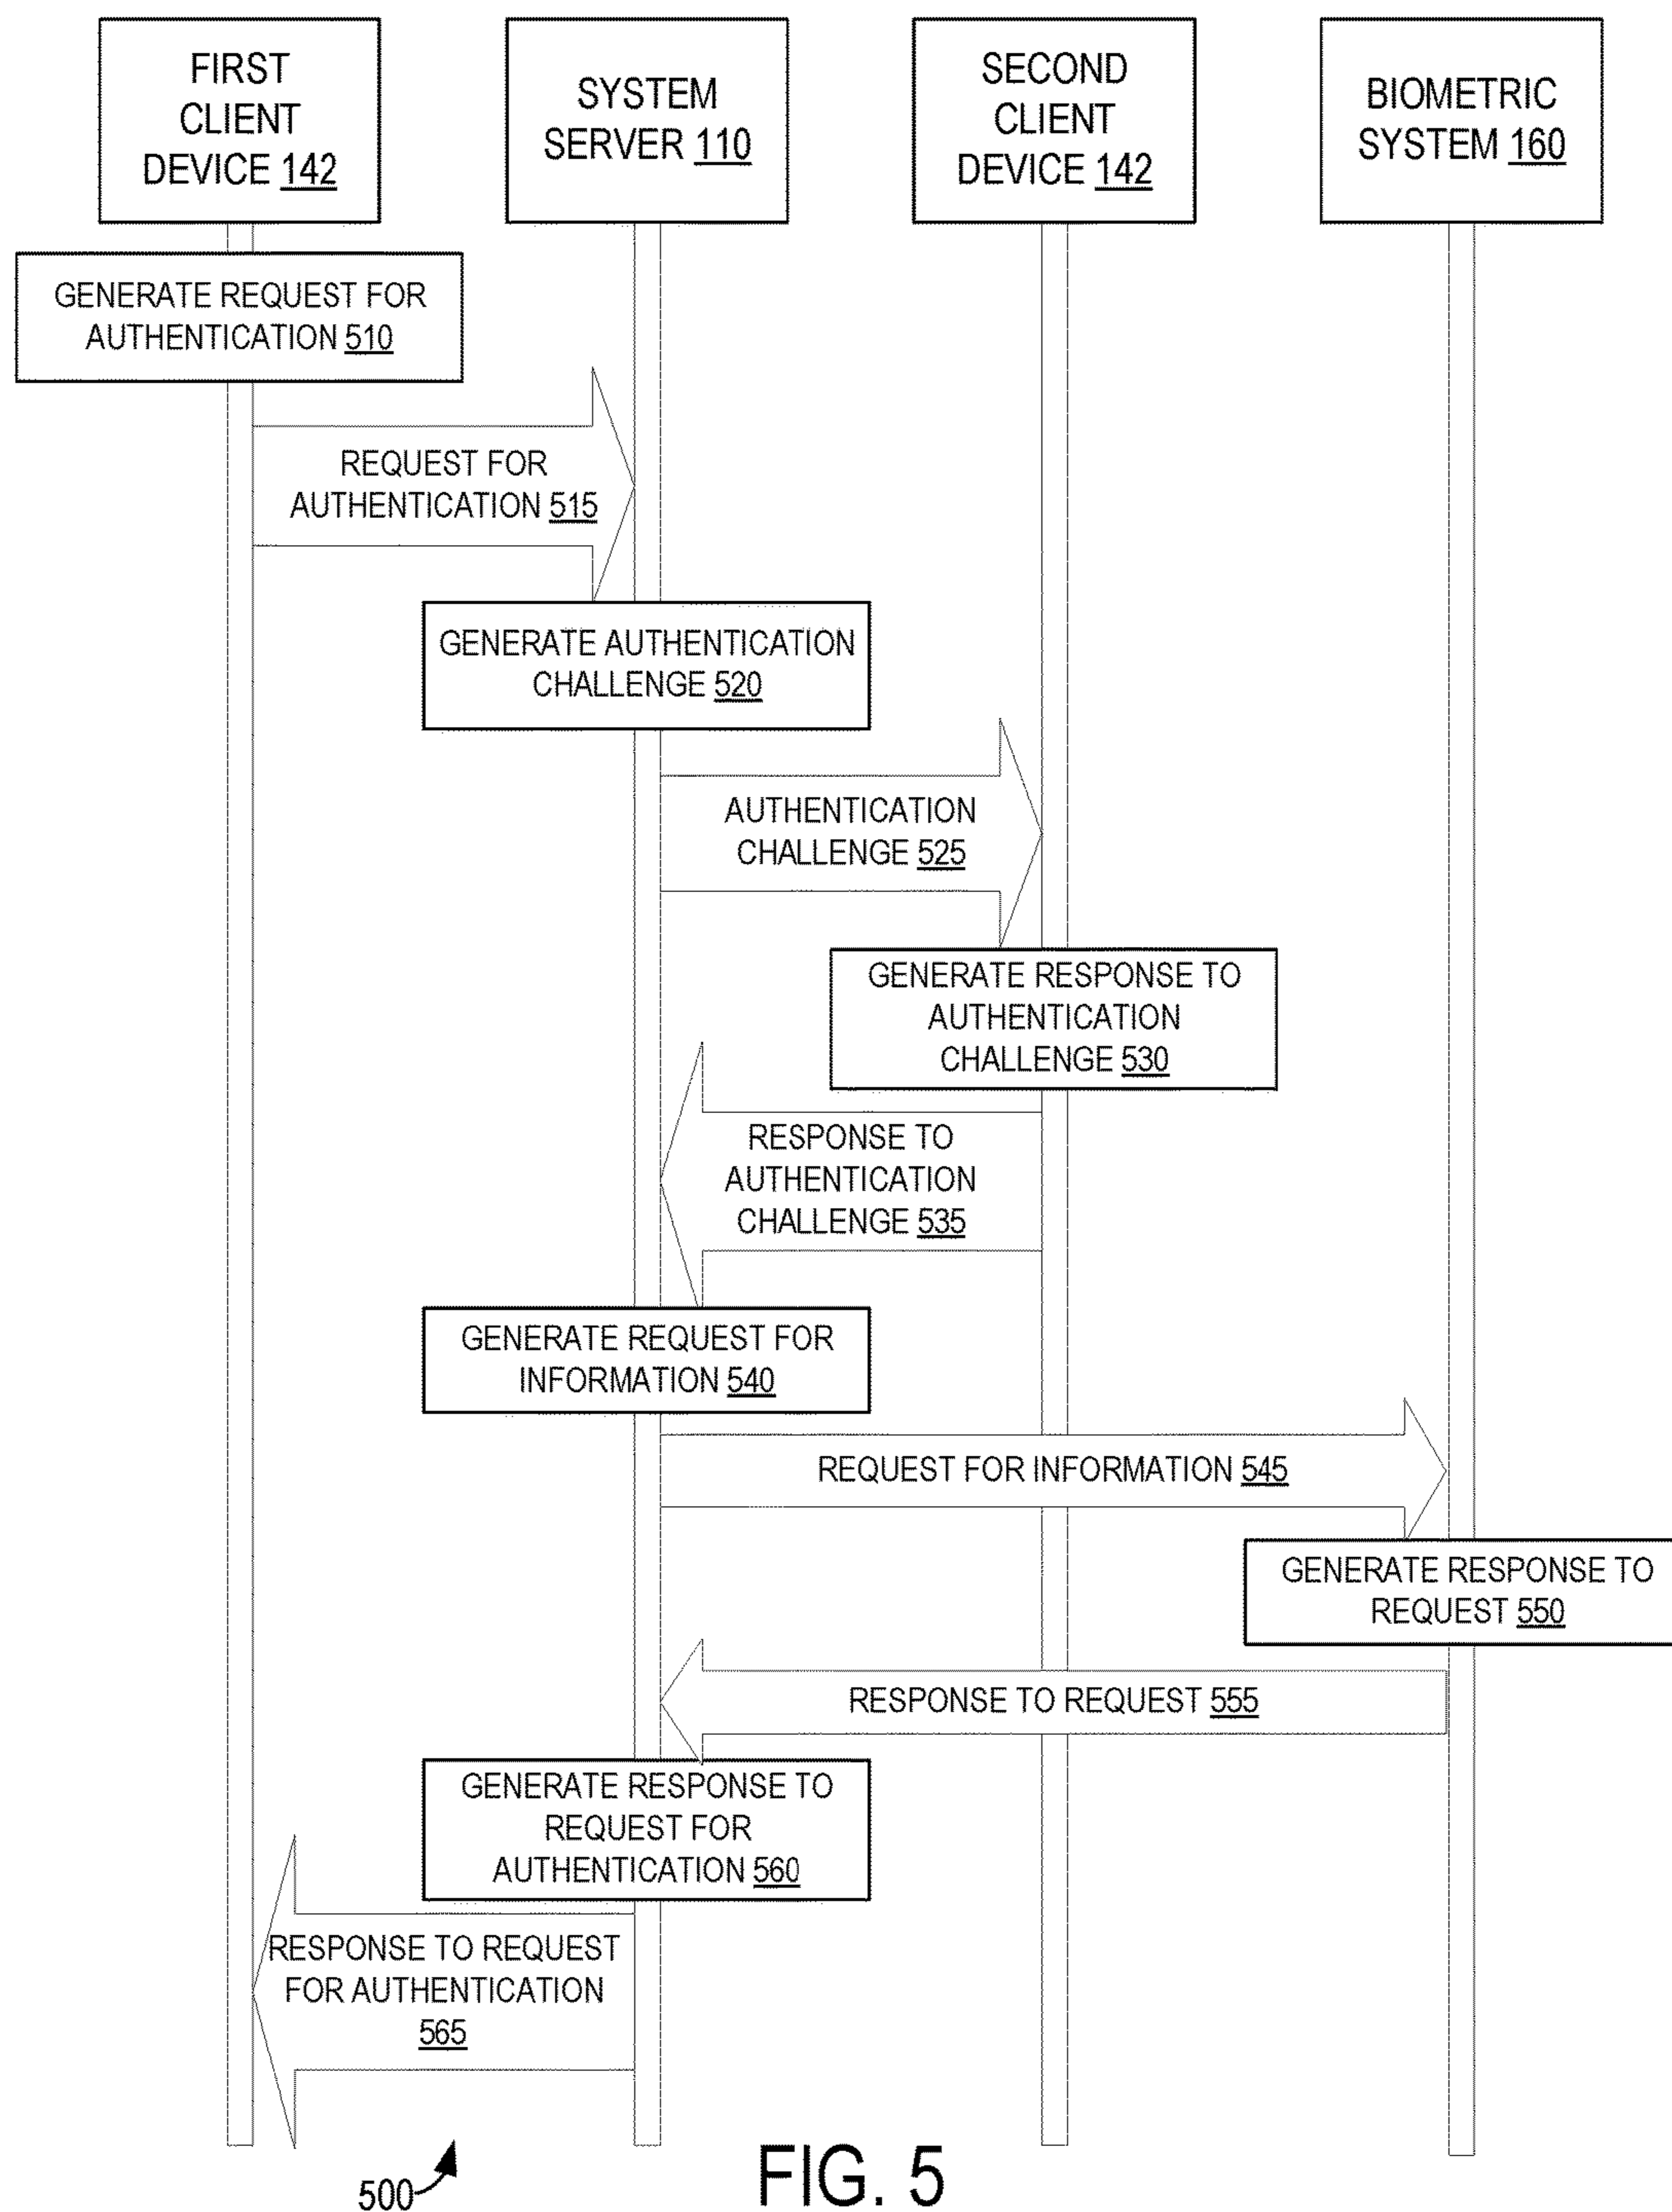 FIRST
CLIENT
DEVICE 142
SYSTEM
SERVER 110
SECOND
CLIENT
DEVICE 142
BIOMETRIC
SYSTEM 160
GENERATE REQUEST FOR
AUTHENTICATION 510
REQUEST FOR
AUTHENTICATION 515
GENERATE AUTHENTICATION
CHALLENGE 520
AUTHENTICATION
CHALLENGE 525
GENERATE RESPONSE TO
AUTHENTICATION
CHALLENGE 530
RESPONSE TO
AUTHENTICATION
CHALLENGE 535
GENERATE REQUEST FOR
INFORMATION 540
REQUEST FOR INFORMATION 545
GENERATE RESPONSE TO
REQUEST 550
RESPONSE TO REQUEST 555
GENERATE RESPONSE TO
REQUEST FOR
AUTHENTICATION 560
RESPONSE TO REQUEST
FOR AUTHENTICATION
565
500
FIG. 5